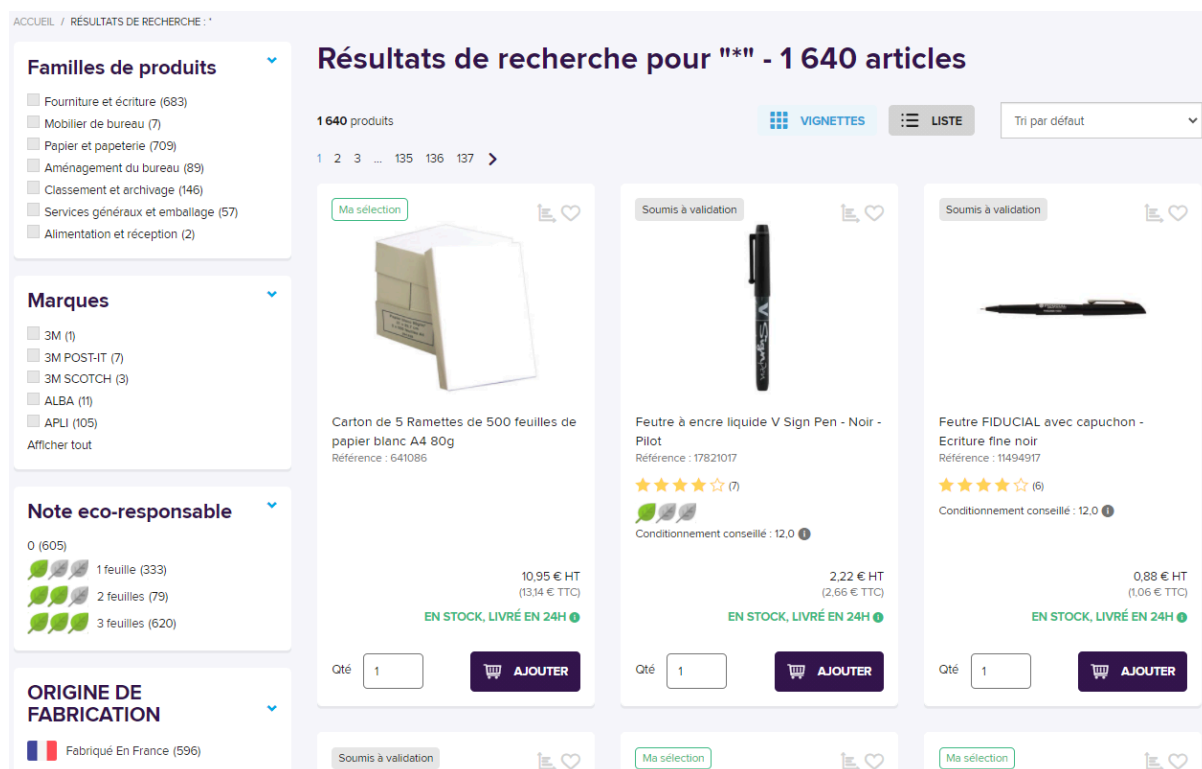 ACCUEIL / RÉSULTATS DE RECHERCHE : *
Familles de produits
Fourniture et écriture (683)
Mobilier de bureau (7)
Papier et papeterie (709)
Aménagement du bureau (89)
Classement et archivage (146)
Services généraux et emballage (57)
Alimentation et réception (2)
Marques
3M (1)
3M POST-IT (7)
3M SCOTCH (3)
ALBA (11)
APLI (105)
Afficher tout
Note eco-responsable
0 (605)
1 feuille (333)
2 feuilles (79)
3 feuilles (620)
ORIGINE DE
FABRICATION
Fabriqué En France (596)
Résultats de recherche pour "*" - 1 640 articles
1 640 produits
VIGNETTES
LISTE
Tri par défaut
1 2 3 ... 135 136 137
Ma sélection
Carton de 5 Ramettes de 500 feuilles de
papier blanc A4 80g
Référence : 641086
10,95 € HT
(13,14 € TTC)
EN STOCK, LIVRÉ EN 24H
Qté 1 AJOUTER
Soumis à validation
V Sign Pen
Feutre à encre liquide V Sign Pen - Noir -
Pilot
Référence : 17821017
(7)
Conditionnement conseillé : 12,0
2,22 € HT
(2,66 € TTC)
EN STOCK, LIVRÉ EN 24H
Qté 1 AJOUTER
Soumis à validation
Feutre FIDUCIAL avec capuchon -
Ecriture fine noir
Référence : 11494917
(6)
Conditionnement conseillé : 12,0
0,88 € HT
(1,06 € TTC)
EN STOCK, LIVRÉ EN 24H
Qté 1 AJOUTER
Soumis à validation
Ma sélection
Ma sélection